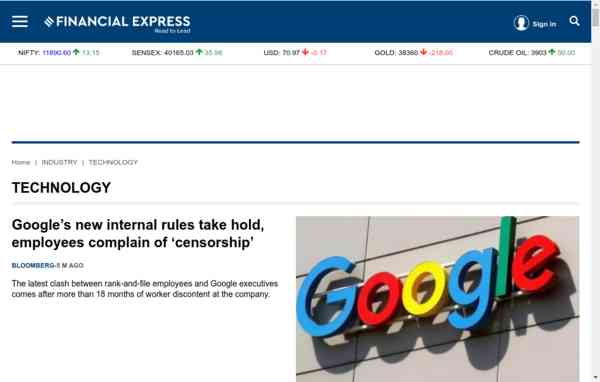 FINANCIAL EXPRESS
Read to Lead
Sign in
NIFTY: 11890.60 13.15 SENSEX: 40165.03 35.98 USD: 70.97 -0.17 GOLD: 38360 -218.00 CRUDE OIL: 3903 50.00
Home | INDUSTRY | TECHNOLOGY
TECHNOLOGY
Google’s new internal rules take hold,
employees complain of ‘censorship’
BLOOMBERG-5 M AGO
The latest clash between rank-and-file employees and Google executives
comes after more than 18 months of worker discontent at the company.
Google